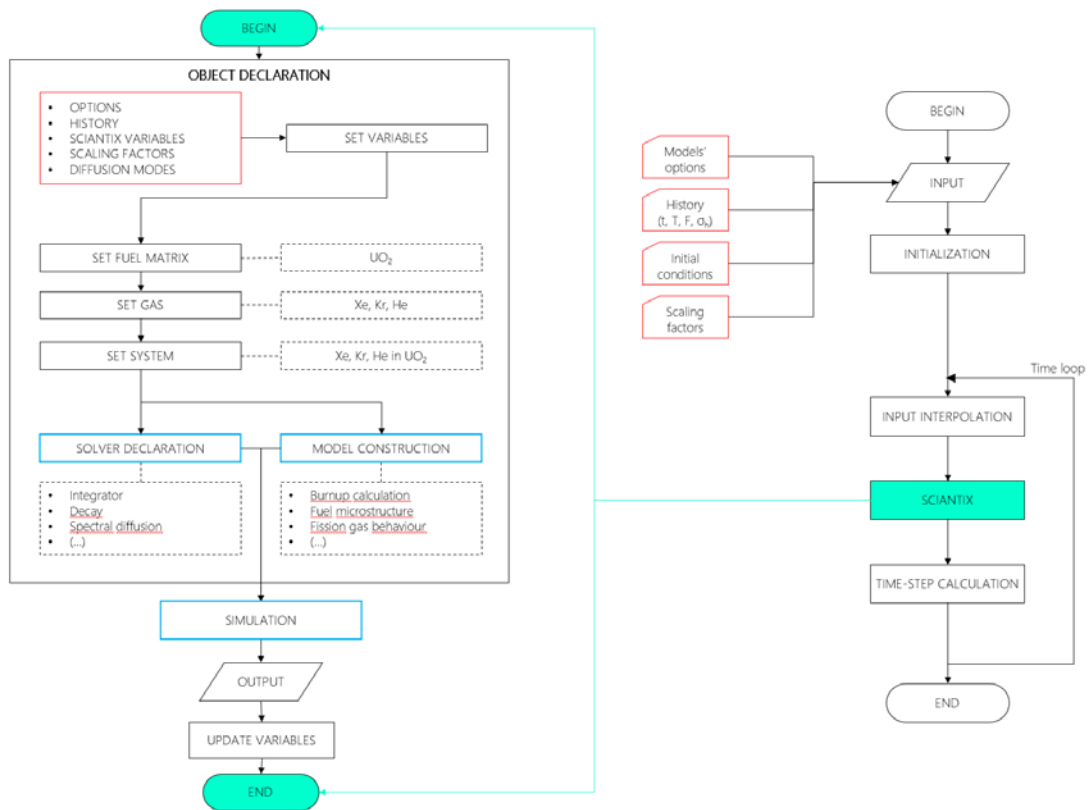 BEGIN
OBJECT DECLARATION
• OPTIONS
• HISTORY
• SCIANTIX VARIABLES
• SCALING FACTORS
• DIFFUSION MODES
SET VARIABLES
SET FUEL MATRIX
UO₂
SET GAS
Xe, Kr, He
SET SYSTEM
Xe, Kr, He in UO₂
SOLVER DECLARATION
MODEL CONSTRUCTION
• Integrator
• Decay
• Spectral diffusion
• (...)
• Burnup calculation
• Fuel microstructure
• Fission gas behaviour
• (...)
SIMULATION
OUTPUT
UPDATE VARIABLES
END
BEGIN
Models'
options
History
(t, T, F, σₕ)
Initial
conditions
Scaling
factors
INPUT
INITIALIZATION
Time loop
INPUT INTERPOLATION
SCIANTIX
TIME-STEP CALCULATION
END